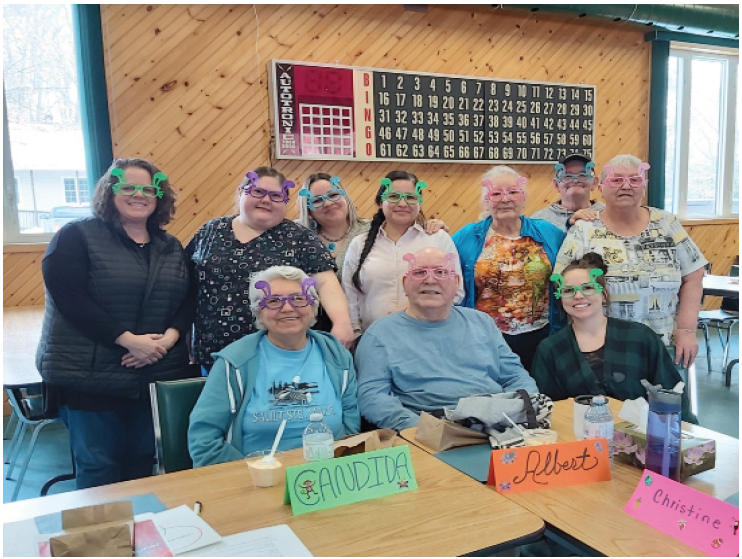 AUTOTRONIC
BINGO
1 2 3 4 5 6 7 8 9 10 11 12 13 14 15
16 17 18 19 20 21 22 23 24 25 26 27 28 29 30
31 32 33 34 35 36 37 38 39 40 41 42 43 44 45
46 47 48 49 50 51 52 53 54 55 56 57 58 59 60
61 62 63 64 65 66 67 68 69 70 71 72 73 74 75
CANDIDA
Albert
Christine